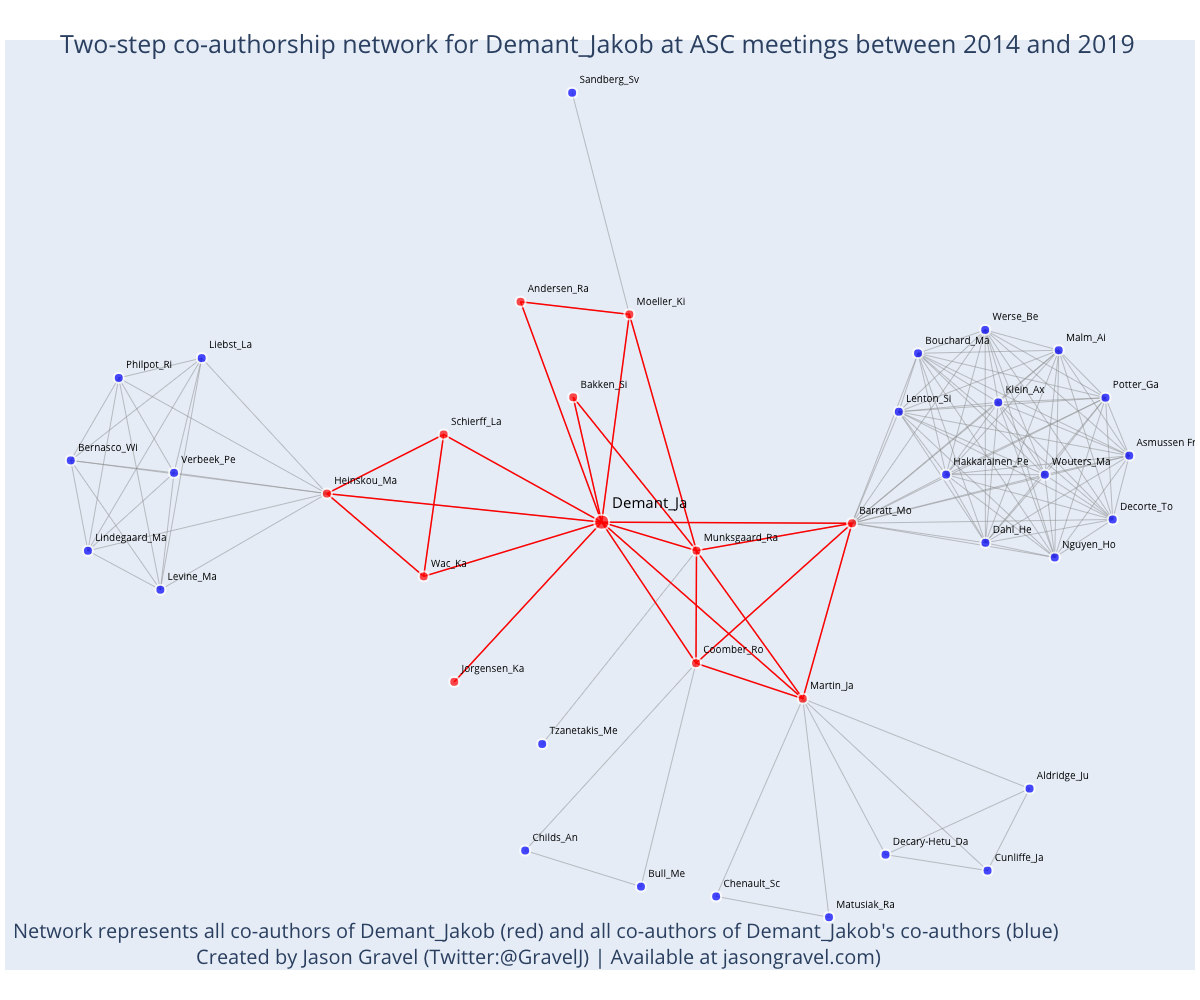 Two-step co-authorship network for Demant_Jakob at ASC meetings between 2014 and 2019
Sandberg_Sv
Andersen_Ra
Moeller_Ki
Werse_Be
Bouchard_Ma
Malm_Ai
Liebst_La
Philpot_Ri
Bakken_Si
Klein_Ax
Potter_Ga
Lenton_Si
Schierff_La
Asmussen Fr
Bernasco_Wi
Verbeek_Pe
Hakkarainen_Pe
Wouters_Ma
Heinskou_Ma
Demant_Ja
Barratt_Mo
Decorte_To
Lindegaard_Ma
Munksgaard_Ra
Dahl_He
Nguyen_Ho
Levine_Ma
Wac_Ka
Coomber_Ro
Jorgensen_Ka
Martin_Ja
Tzanetakis_Me
Aldridge_Ju
Childs_An
Decary-Hetu_Da
Cunliffe_Ja
Bull_Me
Chenault_Sc
Matusiak_Ra
Network represents all co-authors of Demant_Jakob (red) and all co-authors of Demant_Jakob's co-authors (blue)
Created by Jason Gravel (Twitter:@GravelJ) | Available at jasongravel.com)